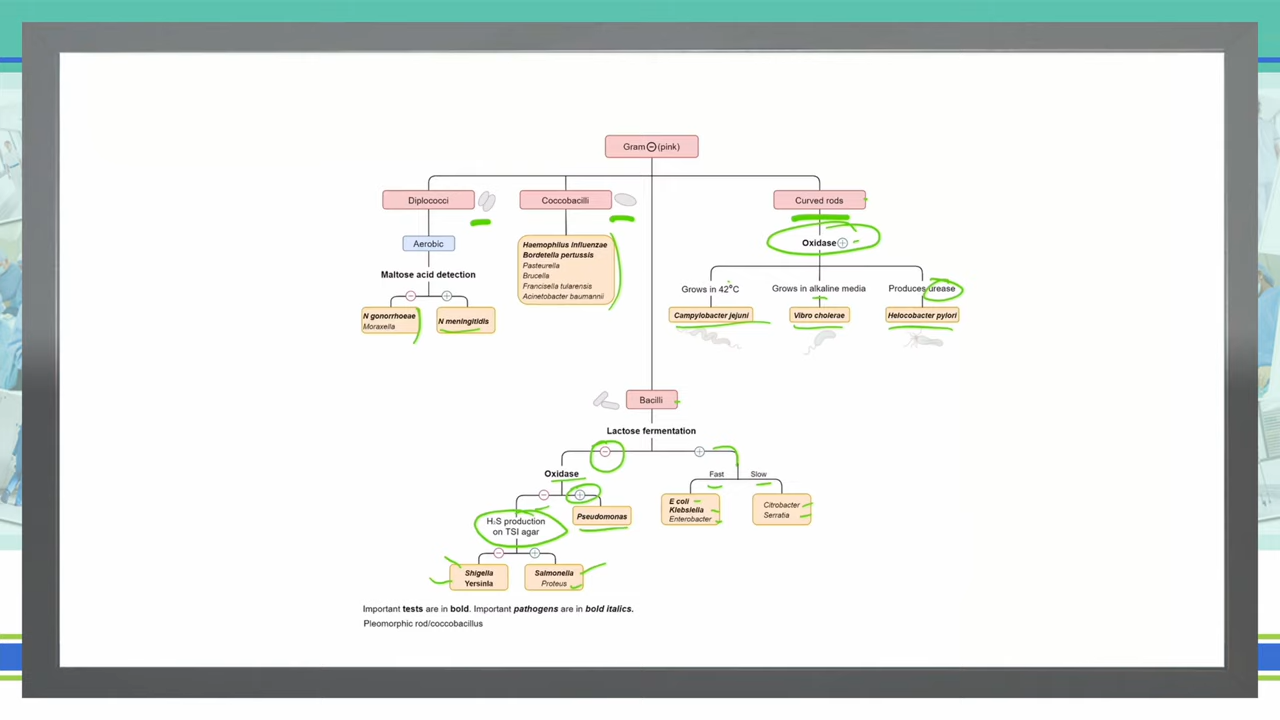 Gram ⊖ (pink)
Diplococci
Coccobacilli
Curved rods
Aerobic
Haemophilus influenzae
Bordetella pertussis
Pasteurella
Brucella
Francisella tularensis
Acinetobacter baumannii
Oxidase ⊕
Maltose acid detection
⊖ ⊕
N gonorrhoeae
Moraxella
N meningitidis
Grows in 42°C
Grows in alkaline media
Produces urease
Campylobacter jejuni
Vibro cholerae
Helocobacter pylori
Bacilli
Lactose fermentation
⊖ ⊕
Oxidase
Fast
Slow
⊖ ⊕
E coli
Klebsiella
Enterobacter
Citrobacter
Serratia
H₂S production
on TSI agar
Pseudomonas
⊖ ⊕
Shigella
Yersinia
Salmonella
Proteus
Important tests are in bold. Important pathogens are in bold italics.
Pleomorphic rod/coccobacillus